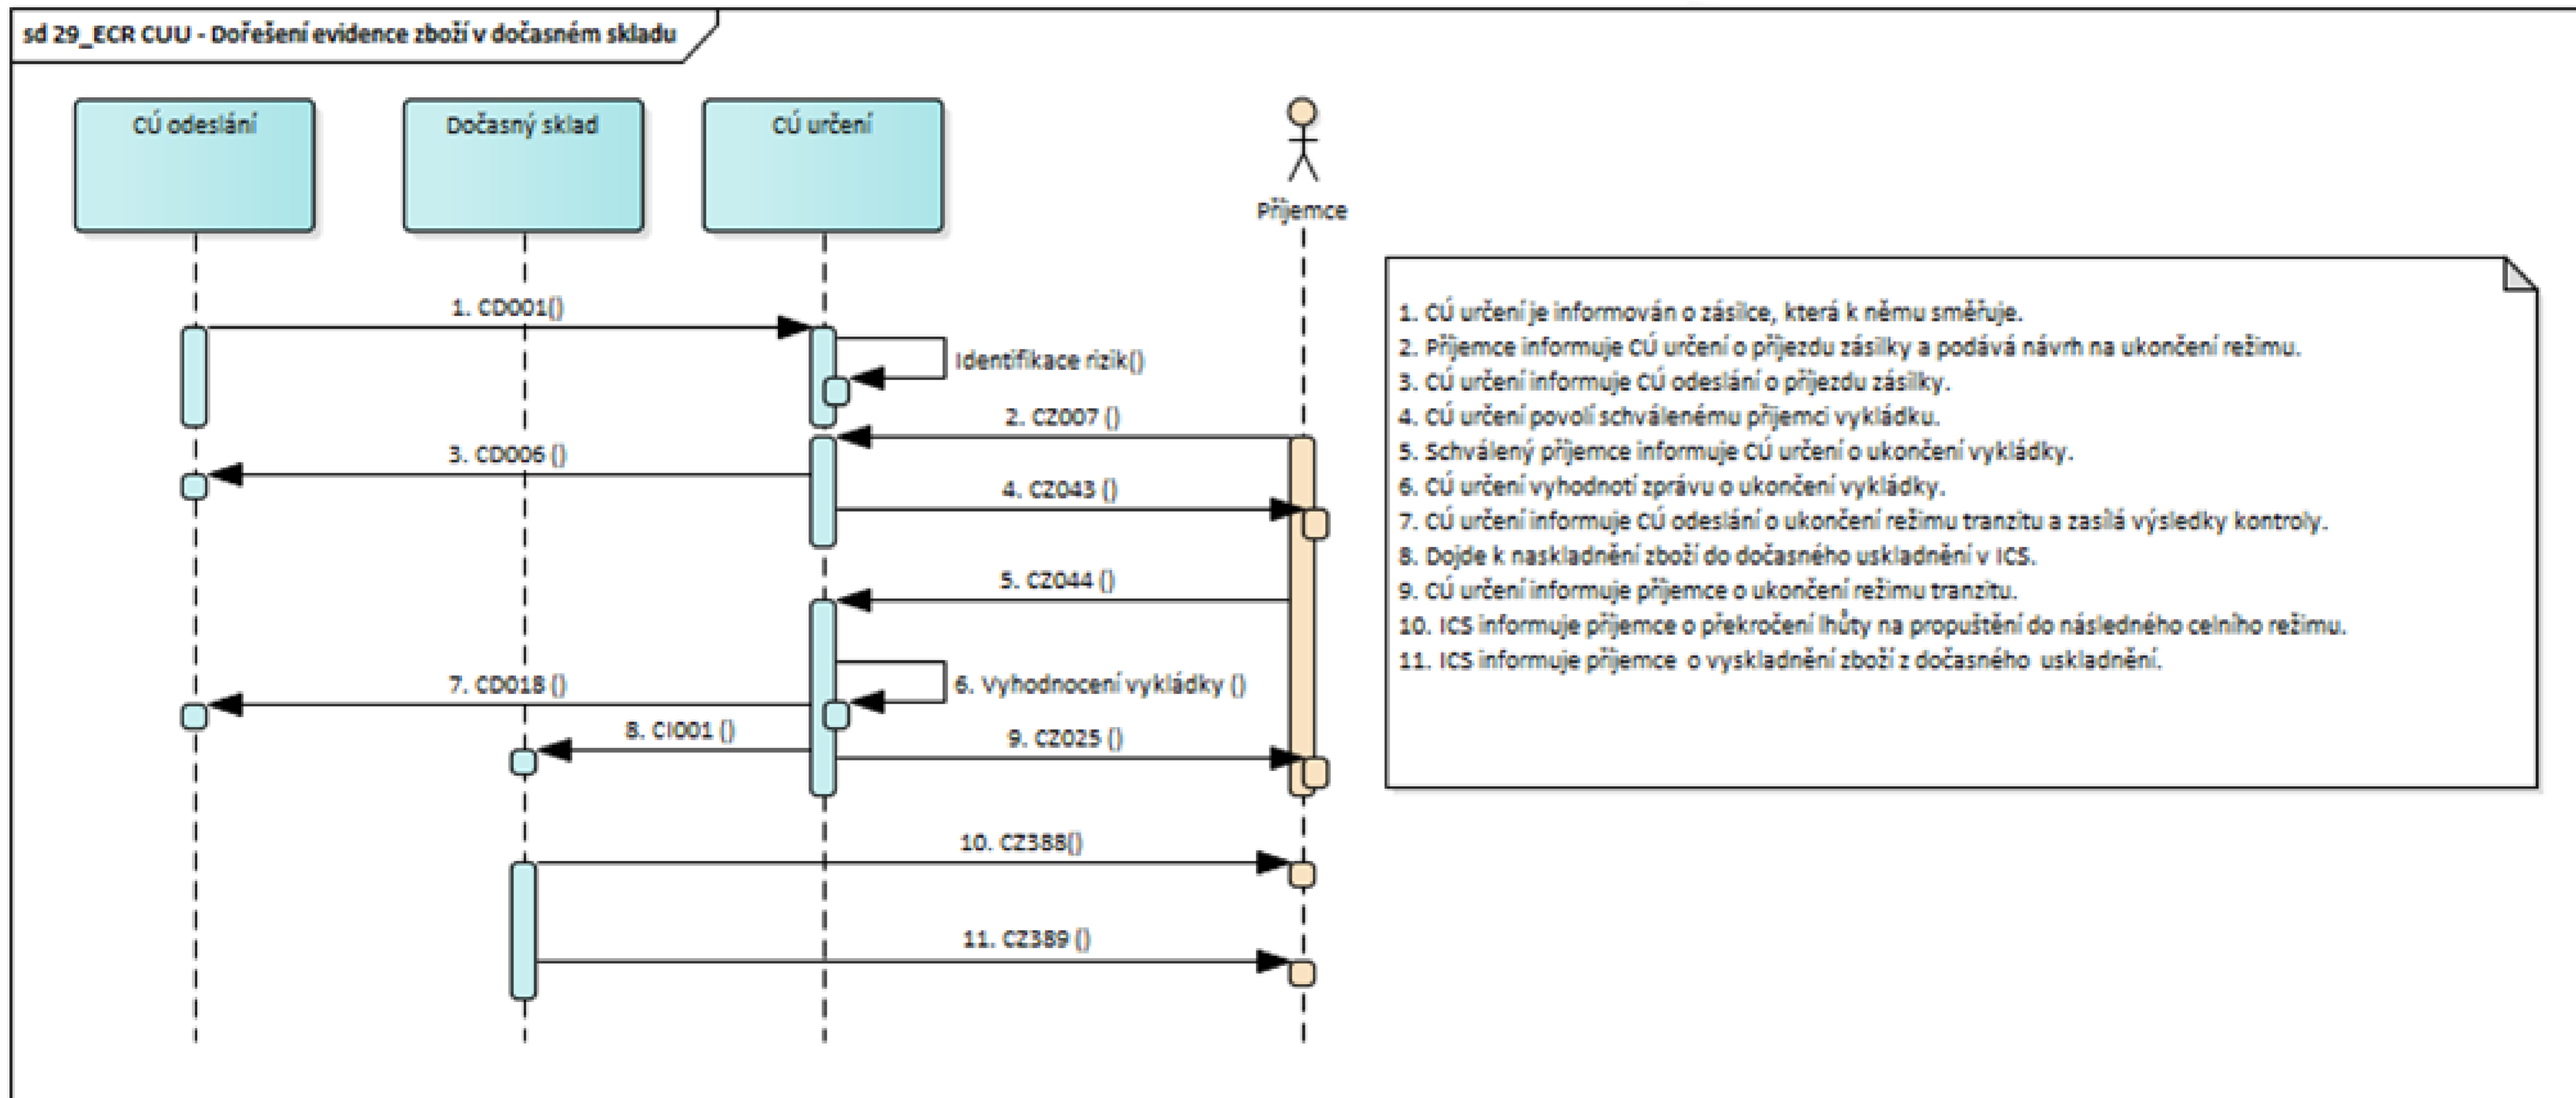 sd 29_ECR CUU - Dořešení evidence zboží v dočasném skladu
CÚ odeslání
Dočasný sklad
CÚ určení
Příjemce
1. CD001()
Identifikace rizik()
2. CZ007 ()
3. CD006 ()
4. CZ043 ()
5. CZ044 ()
6. Vyhodnocení vykládky ()
7. CD018 ()
8. CI001 ()
9. CZ025 ()
10. CZ388()
11. CZ389 ()
1. CÚ určení je informován o zásilce, která k němu směřuje.
2. Příjemce informuje CÚ určení o příjezdu zásilky a podává návrh na ukončení režimu.
3. CÚ určení informuje CÚ odeslání o příjezdu zásilky.
4. CÚ určení povolí schválenému příjemci vykládku.
5. Schválený příjemce informuje CÚ určení o ukončení vykládky.
6. CÚ určení vyhodnotí zprávu o ukončení vykládky.
7. CÚ určení informuje CÚ odeslání o ukončení režimu tranzitu a zasílá výsledky kontroly.
8. Dojde k naskladnění zboží do dočasného uskladnění v ICS.
9. CÚ určení informuje příjemce o ukončení režimu tranzitu.
10. ICS informuje příjemce o překročení lhůty na propuštění do následného celního režimu.
11. ICS informuje příjemce o vyskladnění zboží z dočasného uskladnění.